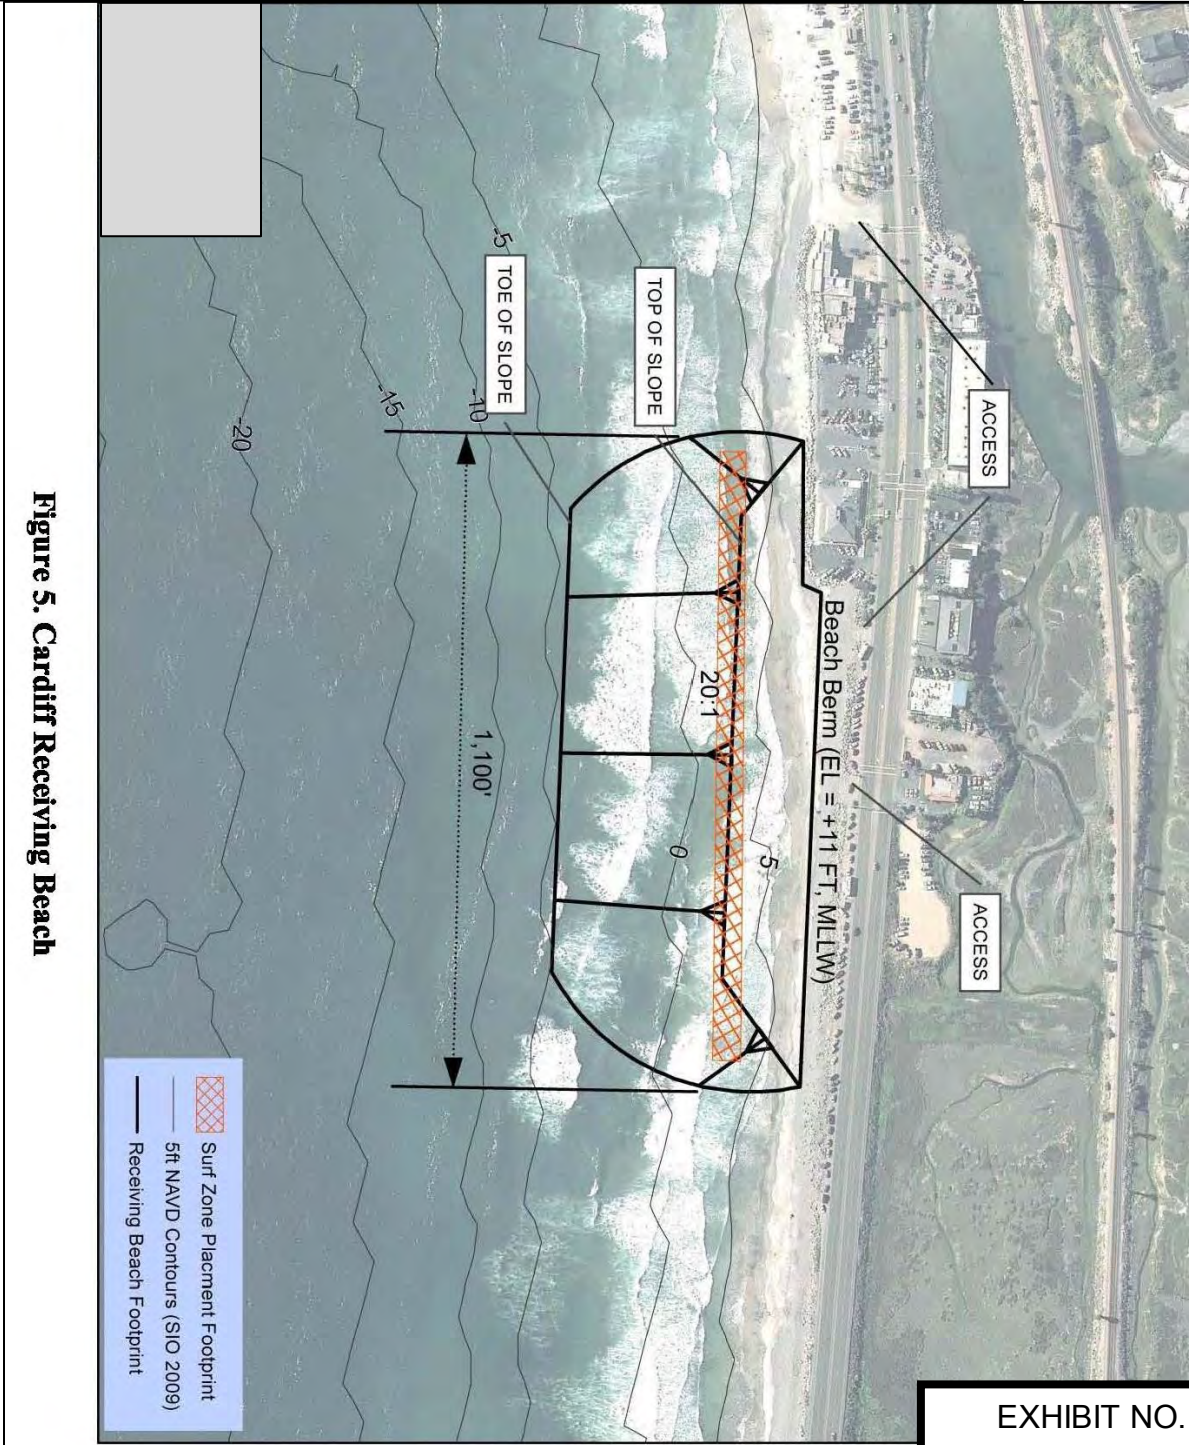 ACCESS
ACCESS
Beach Berm (EL = +11 FT, MLLW)
TOP OF SLOPE
TOE OF SLOPE
20:1
5
0
-5
-10
-15
-20
1,100'
Surf Zone Placment Footprint
5ft NAVD Contours (SIO 2009)
Receiving Beach Footprint
Figure 5. Cardiff Receiving Beach
EXHIBIT NO.